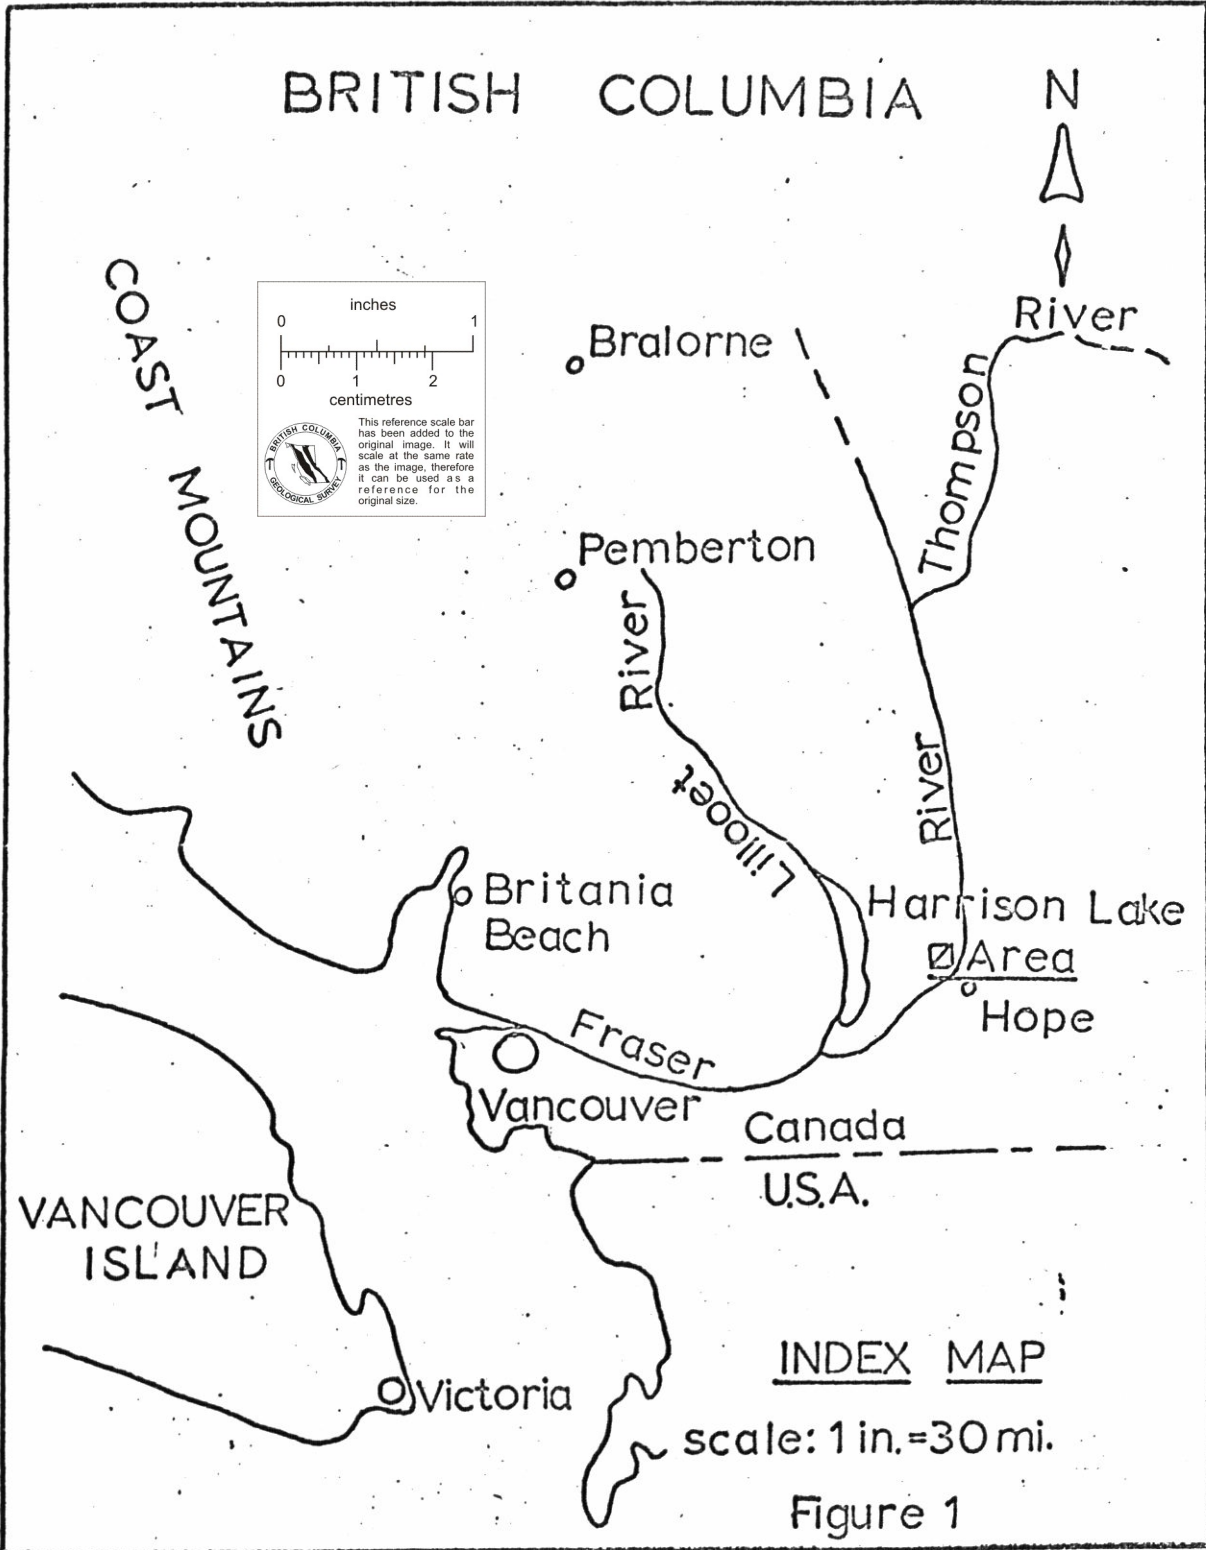 BRITISH COLUMBIA
N
COAST MOUNTAINS
inches
0 1
0 1 2
centimetres
BRITISH COLUMBIA
GEOLOGICAL SURVEY
This reference scale bar
has been added to the
original image. It will
scale at the same rate
as the image, therefore
it can be used as a
reference for the
original size.
River
Thompson
Bralorne
Pemberton
River
Lillooet
River
Britania
Beach
Harrison Lake
Area
Hope
Fraser
Vancouver
Canada
U.S.A.
VANCOUVER
ISLAND
Victoria
INDEX MAP
scale: 1 in.=30 mi.
Figure 1